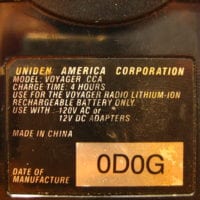 UNIDEN AMERICA CORPORATION
MODEL: VOYAGER CCA
CHARGE TIME: 4 HOURS
USE FOR THE VOYAGER RADIO LITHIUM-ION
RECHARGEABLE BATTERY ONLY.
USE WITH: 120V AC or
12V DC ADAPTERS
MADE IN CHINA
0D0G
DATE OF
MANUFACTURE